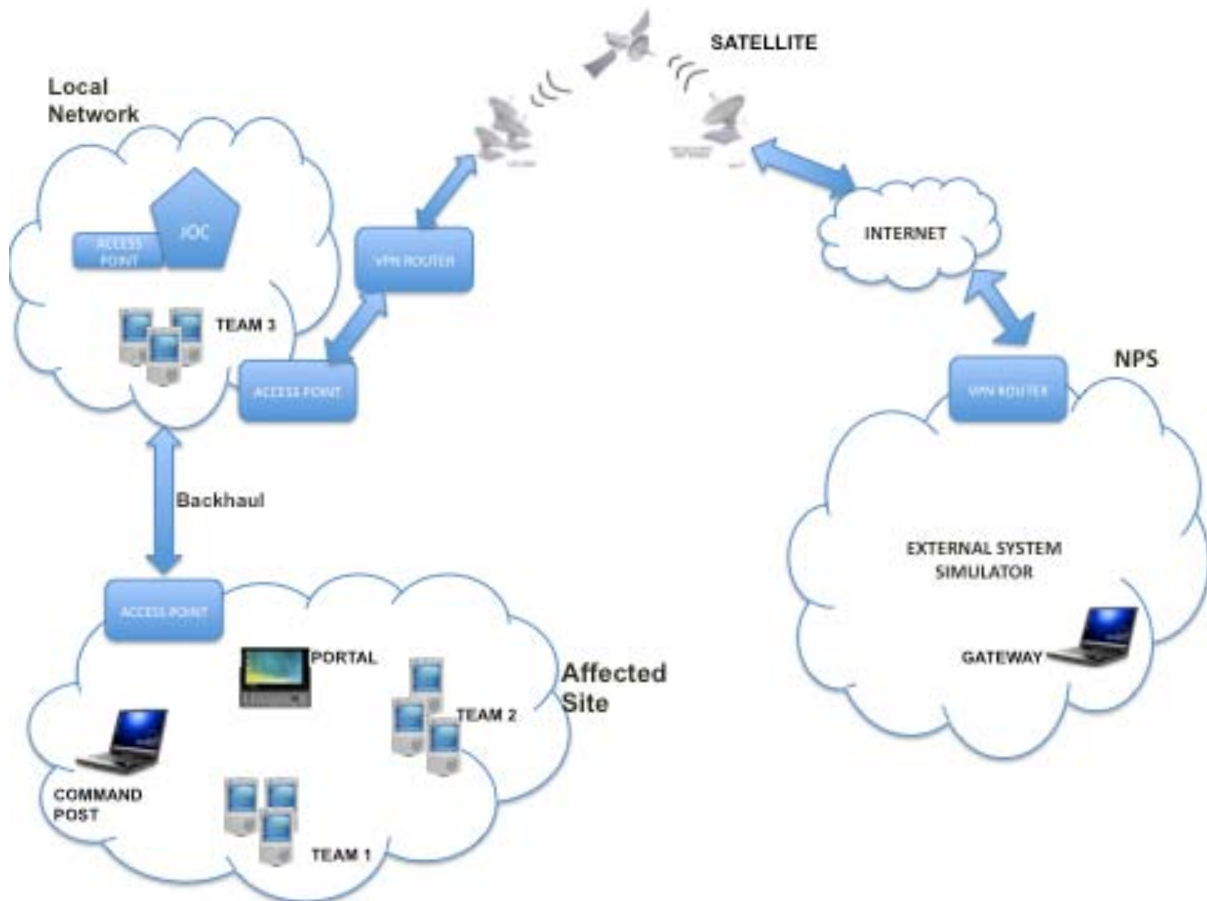 SATELLITE
Local
Network
ACCESS
POINT
JOC
TEAM 3
VPN ROUTER
ACCESS POINT
INTERNET
NPS
VPN ROUTER
Backhaul
EXTERNAL SYSTEM
SIMULATOR
GATEWAY
ACCESS POINT
PORTAL
Affected
Site
TEAM 2
COMMAND
POST
TEAM 1